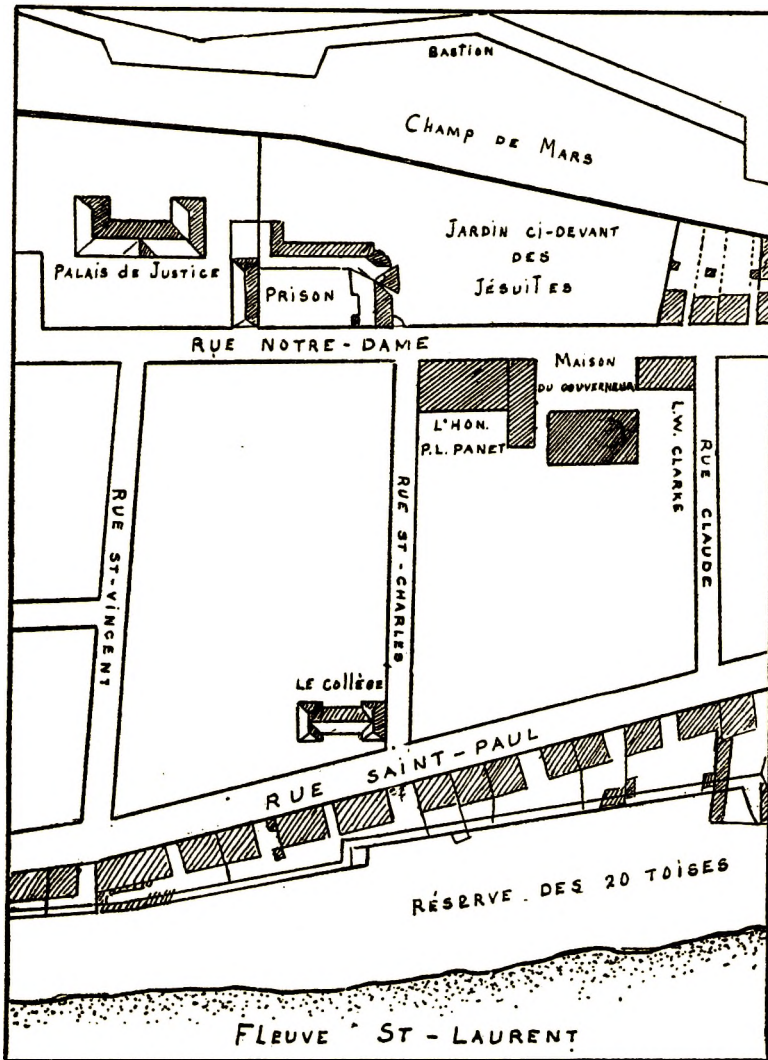 BASTION
CHAMP DE MARS
JARDIN CI-DEVANT
DES
JÉSUITES
PALAIS DE JUSTICE
PRISON
RUE NOTRE-DAME
MAISON
DU GOUVERNEUR
L'HON.
P.L. PANET
L.W. CLARKE
RUE CLAUDE
RUE ST-CHARLES
RUE ST-VINCENT
LE COLLÈGE
RUE SAINT-PAUL
RÉSERVE DES 20 TOISES
FLEUVE ST-LAURENT